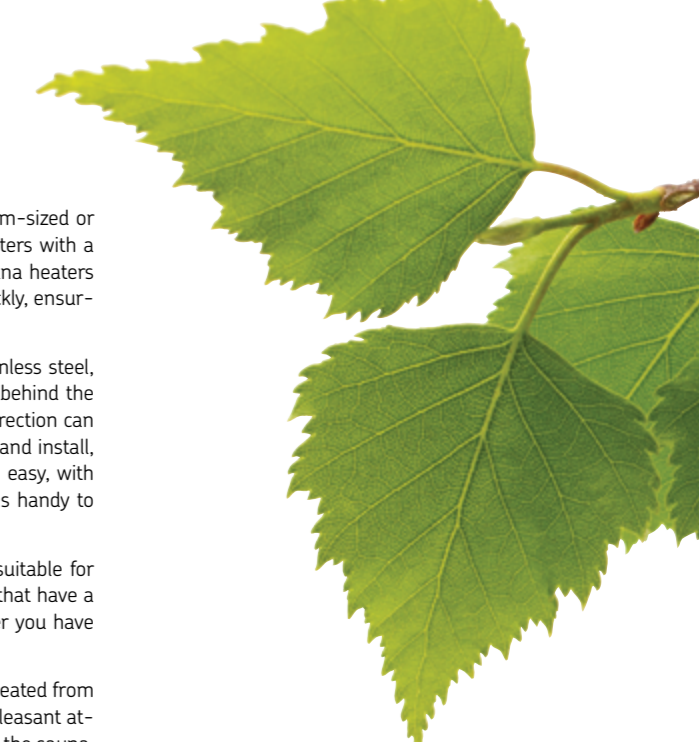 m-sized or
ters with a
na heaters
kly, ensur-
nless steel,
behind the
rection can
and install,
easy, with
s handy to
suitable for
that have a
r you have
eated from
leasant at-